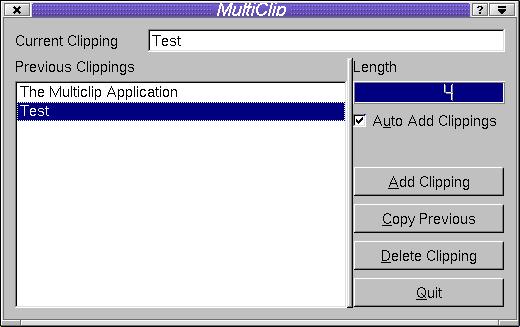 MultiClip
?
Current Clipping
Test
Previous Clippings
Length
The Multiclip Application
Test
4
Auto Add Clippings
Add Clipping
Copy Previous
Delete Clipping
Quit